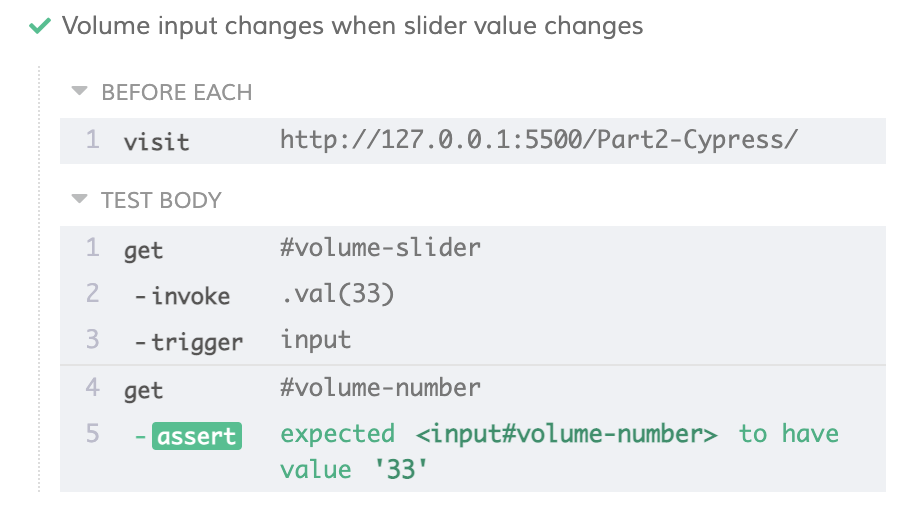 Volume input changes when slider value changes
BEFORE EACH
1 visit http://127.0.0.1:5500/Part2-Cypress/
TEST BODY
1 get #volume-slider
2 -invoke .val(33)
3 -trigger input
4 get #volume-number
5 -assert expected <input#volume-number> to have
value '33'